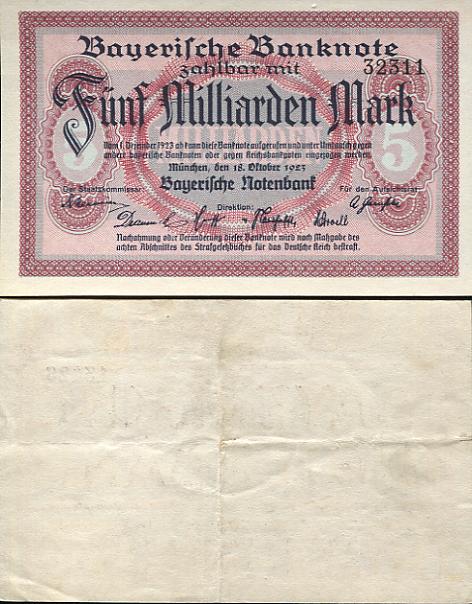 Bayerische Banknote
zahlbar mit 32311
Fünf Milliarden Mark
5 MILLIARDEN 5
Vom 1. Dezember 1923 ab kann diese Banknote aufgerufen und unter Umtausch gegen
andere bayerische Banknoten oder gegen Reichsbanknoten eingezogen werden.
München, den 18. Oktober 1923
Bayerische Notenbank
Der Staatskommissar Für den Aufsichtsrat
Direktion:
Nachahmung oder Veränderung dieser Banknote wird nach Maßgabe des
achten Abschnittes des Strafgesetzbuches für das Deutsche Reich bestraft.